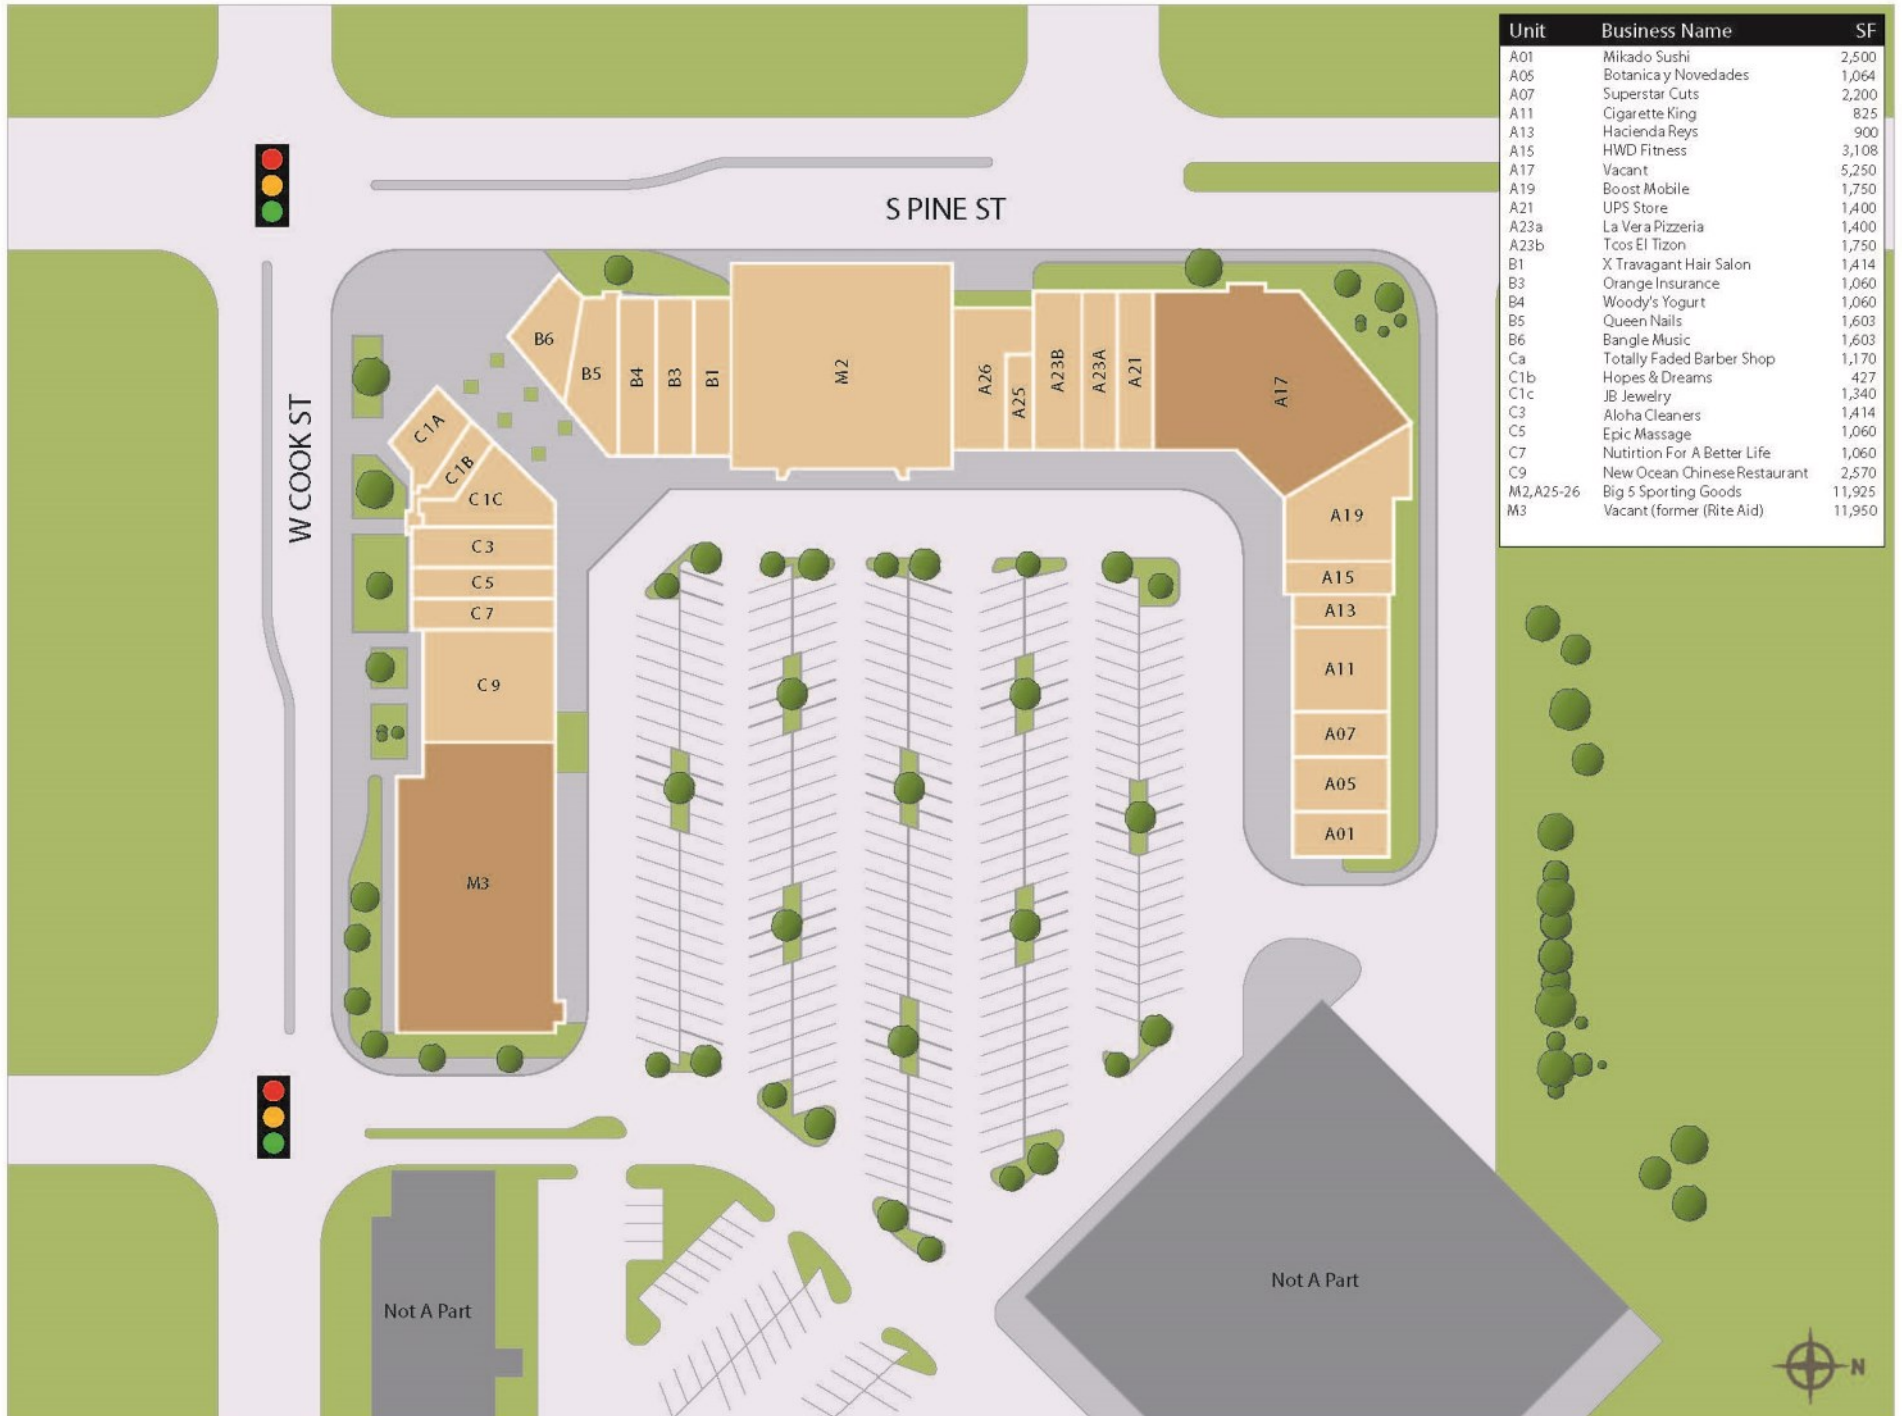 Unit Business Name SF
A01 Mikado Sushi 2,500
A05 Botanica y Novedades 1,064
A07 Superstar Cuts 2,200
A11 Cigarette King 825
A13 Hacienda Reys 900
A15 HWD Fitness 3,108
A17 Vacant 5,250
A19 Boost Mobile 1,750
A21 UPS Store 1,400
A23a La Vera Pizzeria 1,400
A23b Tcos El Tizon 1,750
B1 X Travagant Hair Salon 1,414
B3 Orange Insurance 1,060
B4 Woody's Yogurt 1,060
B5 Queen Nails 1,603
B6 Bangle Music 1,603
Ca Totally Faded Barber Shop 1,170
C1b Hopes & Dreams 427
C1c JB Jewelry 1,340
C3 Aloha Cleaners 1,414
C5 Epic Massage 1,060
C7 Nutirtion For A Better Life 1,060
C9 New Ocean Chinese Restaurant 2,570
M2,A25-26 Big 5 Sporting Goods 11,925
M3 Vacant (former (Rite Aid) 11,950
S PINE ST
W COOK ST
B6
B5
B4
B3
B1
M2
A26
A25
A23B
A23A
A21
A17
A19
A15
A13
A11
A07
A05
A01
C1A
C1B
C1C
C3
C5
C7
C9
M3
Not A Part
Not A Part
N